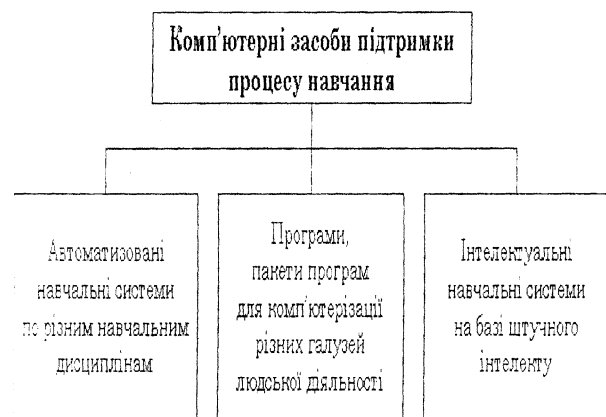 Комп'ютерні засоби підтримки
процесу навчання
Автоматизовані
навчальні системи
по різним навчальним
дисциплінам
Програми,
пакети програм
для комп'ютерізації
різних галузей
людської діяльності
Інтелектуальні
навчальні системи
на базі штучного
інтелекту